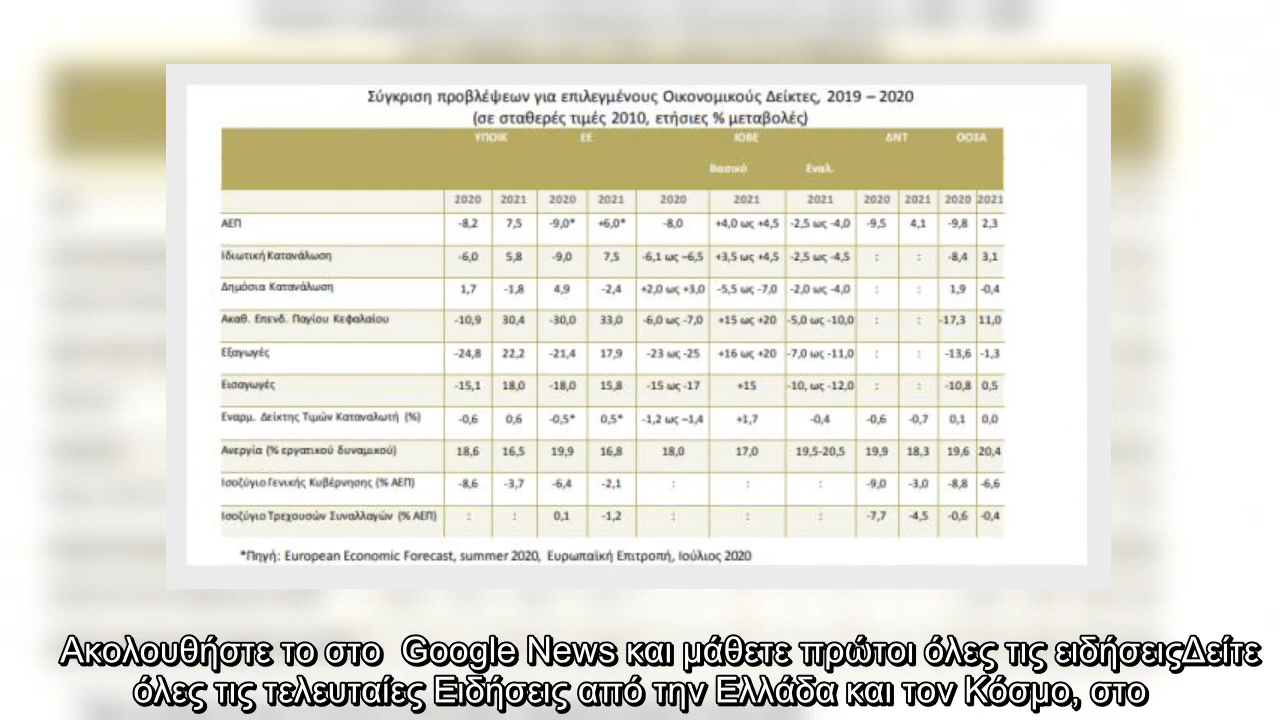 Σύγκριση προβλέψεων για επιλεγμένους Οικονομικούς Δείκτες, 2019 – 2020
(σε σταθερές τιμές 2010, ετήσιες % μεταβολές)
ΥΠΟΙΚ ΕΕ ΙΟΒΕ ΔΝΤ ΟΟΣΑ
Βασικό Εναλ.
2020 2021 2020 2021 2020 2021 2021 2020 2021 2020 2021
ΑΕΠ -8,2 7,5 -9,0* +6,0* -8,0 +4,0 ως +4,5 -2,5 ως -4,0 -9,5 4,1 -9,8 2,3
Ιδιωτική Κατανάλωση -6,0 5,8 -9,0 7,5 -6,1 ως –6,5 +3,5 ως +4,5 -2,5 ως -4,5 : : -8,4 3,1
Δημόσια Κατανάλωση 1,7 -1,8 4,9 -2,4 +2,0 ως +3,0 -5,5 ως -7,0 -2,0 ως -4,0 : : 1,9 -0,4
Ακαθ. Επενδ. Παγίου Κεφαλαίου -10,9 30,4 -30,0 33,0 -6,0 ως -7,0 +15 ως +20 -5,0 ως -10,0 : : -17,3 11,0
Εξαγωγές -24,8 22,2 -21,4 17,9 -23 ως -25 +16 ως +20 -7,0 ως -11,0 : : -13,6 -1,3
Εισαγωγές -15,1 18,0 -18,0 15,8 -15 ως -17 +15 -10, ως -12,0 : : -10,8 0,5
Εναρμ. Δείκτης Τιμών Καταναλωτή (%) -0,6 0,6 -0,5* 0,5* -1,2 ως –1,4 +1,7 -0,4 -0,6 -0,7 0,1 0,0
Ανεργία (% εργατικού δυναμικού) 18,6 16,5 19,9 16,8 18,0 17,0 19,5-20,5 19,9 18,3 19,6 20,4
Ισοζύγιο Γενικής Κυβέρνησης (% ΑΕΠ) -8,6 -3,7 -6,4 -2,1 : : : -9,0 -3,0 -8,8 -6,6
Ισοζύγιο Τρεχουσών Συναλλαγών (% ΑΕΠ) : : 0,1 -1,2 : : : -7,7 -4,5 -0,6 -0,4
*Πηγή: European Economic Forecast, summer 2020, Ευρωπαϊκή Επιτροπή, Ιούλιος 2020
Ακολουθήστε το στο Google News και μάθετε πρώτοι όλες τις ειδήσειςΔείτε
όλες τις τελευταίες Ειδήσεις από την Ελλάδα και τον Κόσμο, στο